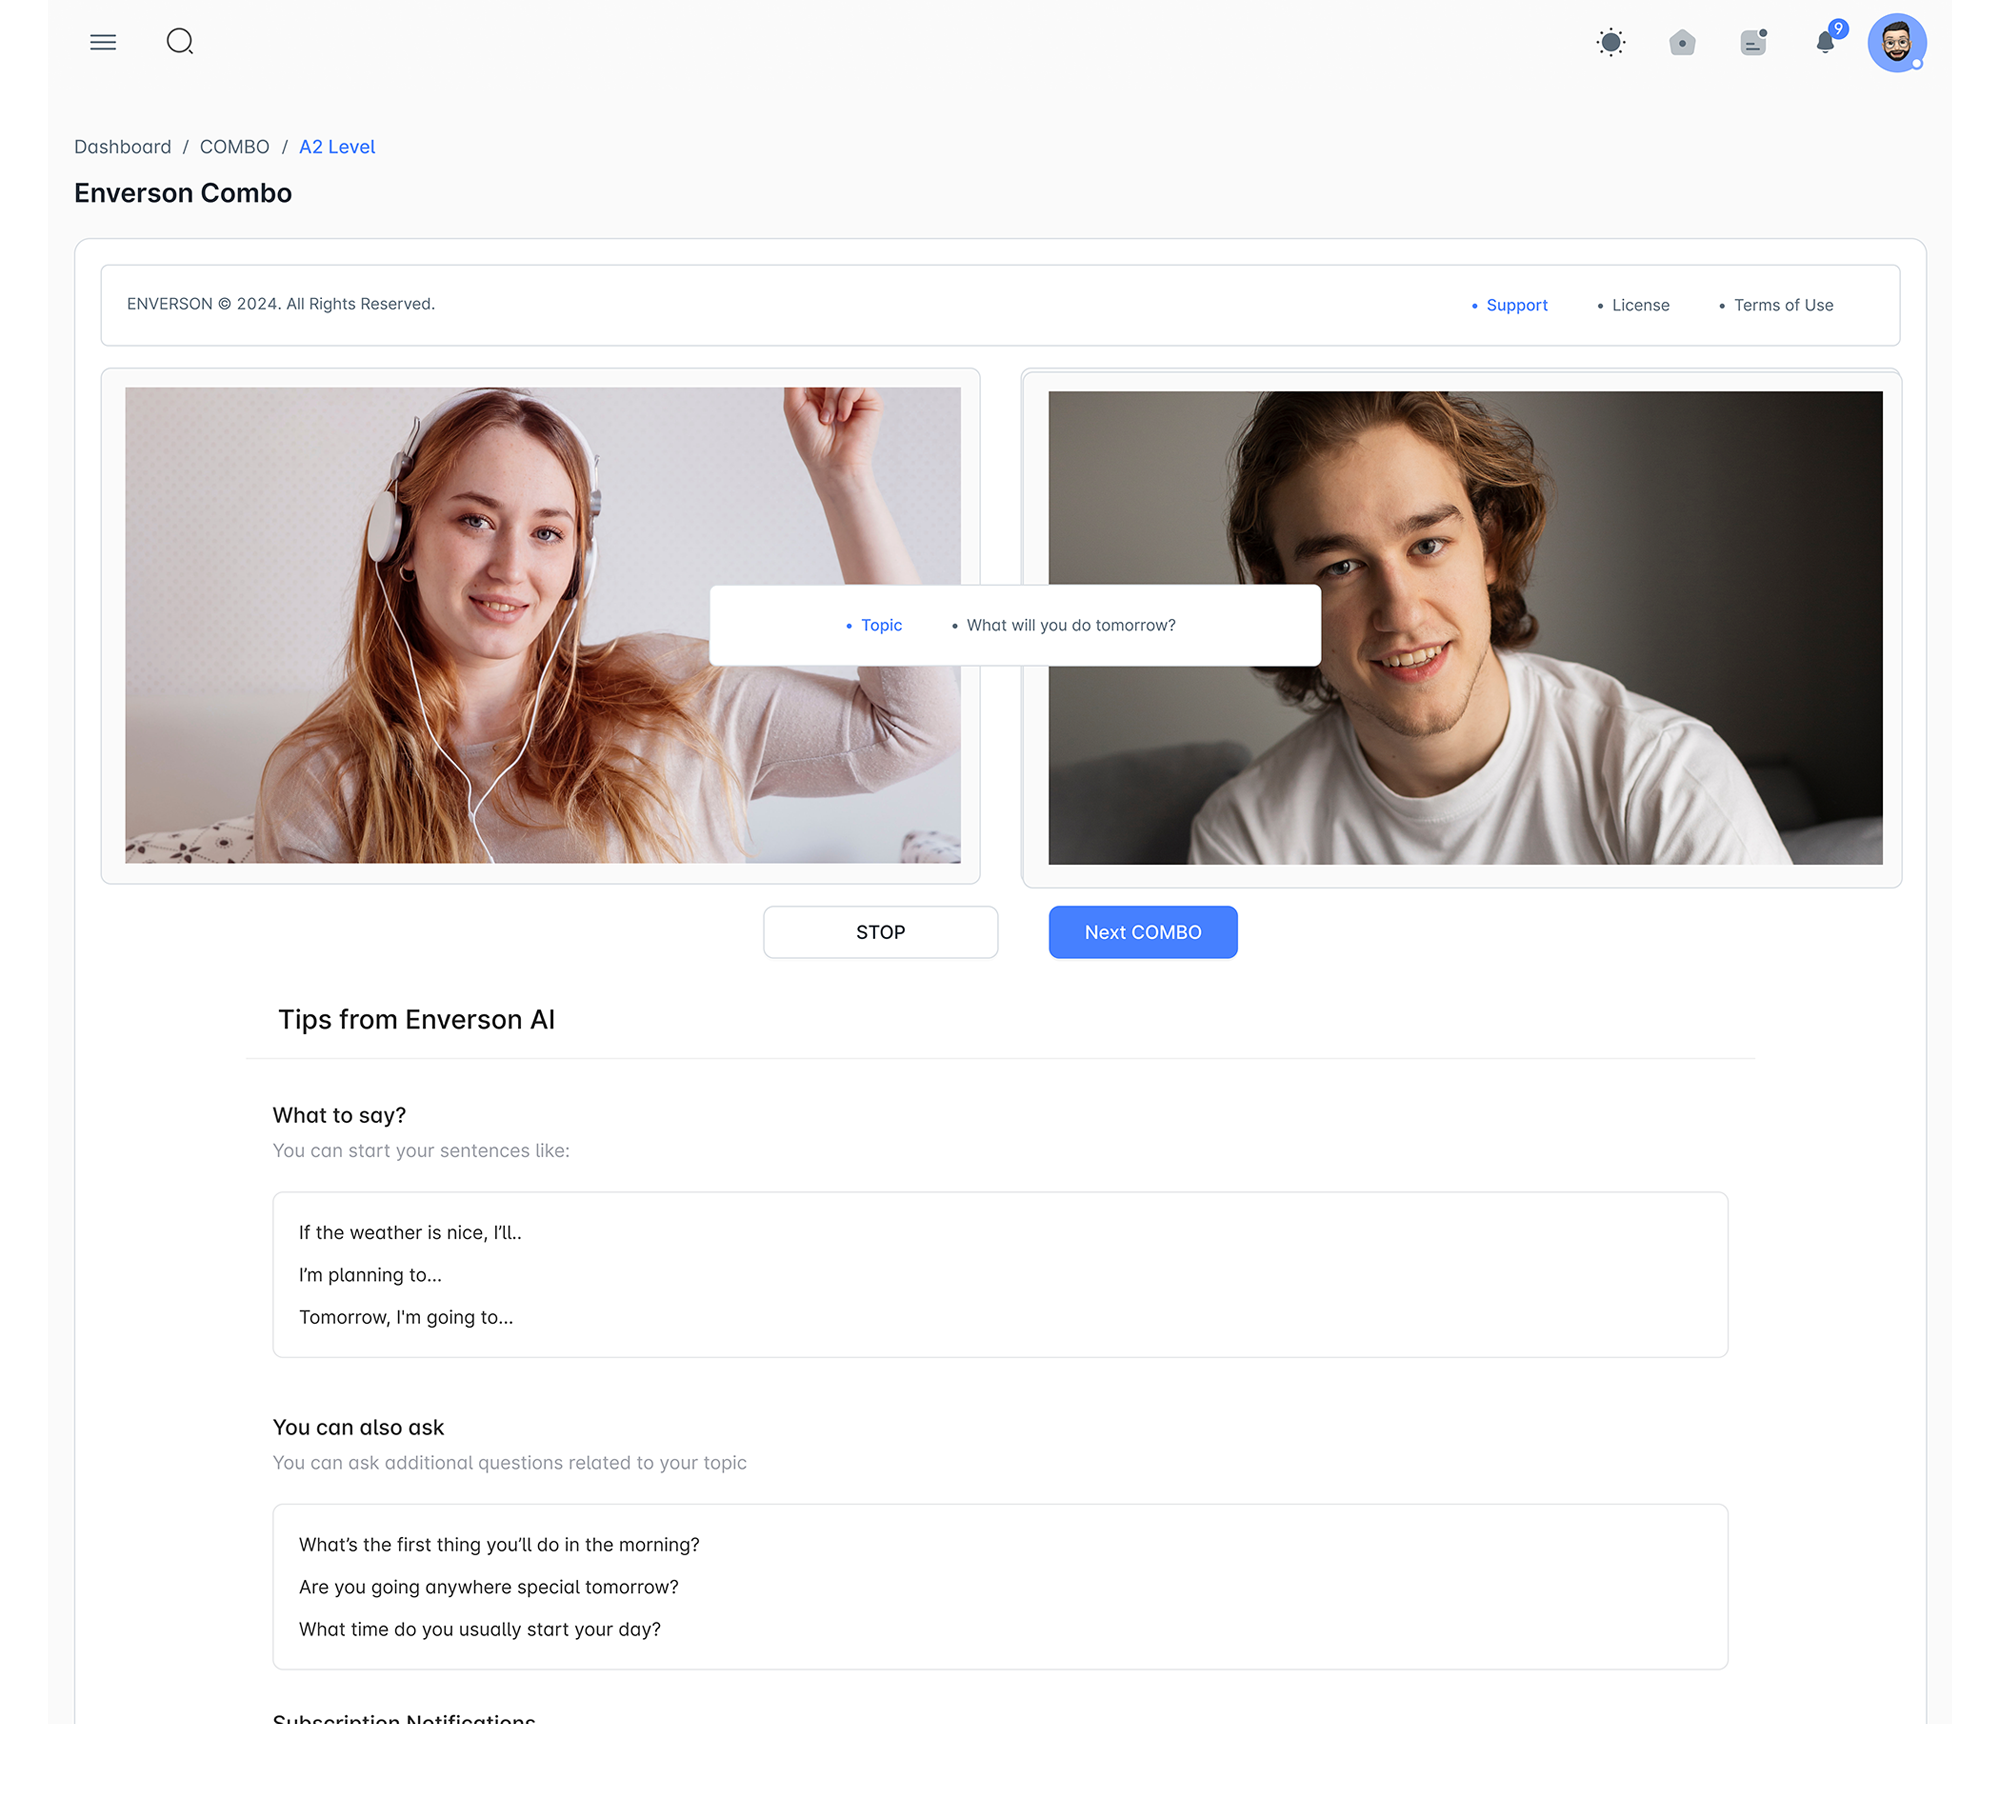 9
Dashboard / COMBO / A2 Level
Enverson Combo
ENVERSON © 2024. All Rights Reserved.
• Support • License • Terms of Use
• Topic • What will you do tomorrow?
STOP
Next COMBO
Tips from Enverson AI
What to say?
You can start your sentences like:
If the weather is nice, I’ll..
I’m planning to...
Tomorrow, I'm going to...
You can also ask
You can ask additional questions related to your topic
What’s the first thing you’ll do in the morning?
Are you going anywhere special tomorrow?
What time do you usually start your day?
Subscription Notifications